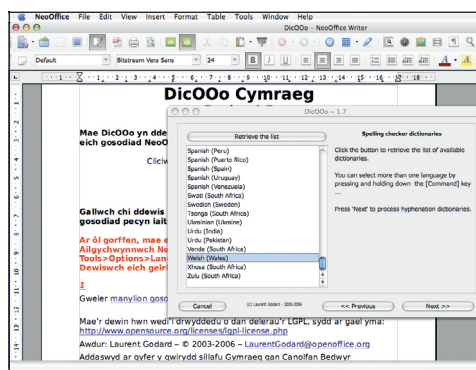 NeoOffice File Edit View Insert Format Table Tools Window Help
DicOOo - NeoOffice Writer
Default Bitstream Vera Sans 24 B I U
DicOOo Cymraeg
DicOOo - 1.7
Mae DicOOo yn dde
eich gosodiad NeoO
Cliciw
Gallwch chi ddewis
gosodiad pecyn iait
Ar ôl gorffen, mae e
Ailgychwynnwch Ne
Tools>Options>Lan
Dewiswch eich geiri
1
Gweler manylion goso
Retrieve the list
Spanish (Peru)
Spanish (Puerto Rico)
Spanish (Spain)
Spanish (Uruguay)
Spanish (Venezuela)
Swati (South Africa)
Swedish (Sweden)
Tsonga (South Africa)
Ukrainian (Ukraine)
Urdu (India)
Urdu (Pakistan)
Venda (South Africa)
Welsh (Wales)
Xhosa (South Africa)
Zulu (South Africa)
Spelling checker dictionaries
Click the button to retrieve the list of available
dictionaries.
You can select more than one language by
pressing and holding down the [Command] key
...
Press 'Next' to process hyphenation dictionaries.
Cancel
(c) Laurent Godard - 2003-2006
<< Previous
Next >>
Mae'r dewin hwn wedi'i drwyddedu o dan delerau'r LGPL, sydd ar gael yma:
http://www.opensource.org/licenses/lgpl-license.php
Awdur: Laurent Godard – © 2003-2006 – LaurentGodard@openoffice.org
Addaswyd ar gyfer y gwirydd sillafu Gymraeg gan Canolfan Bedwyr